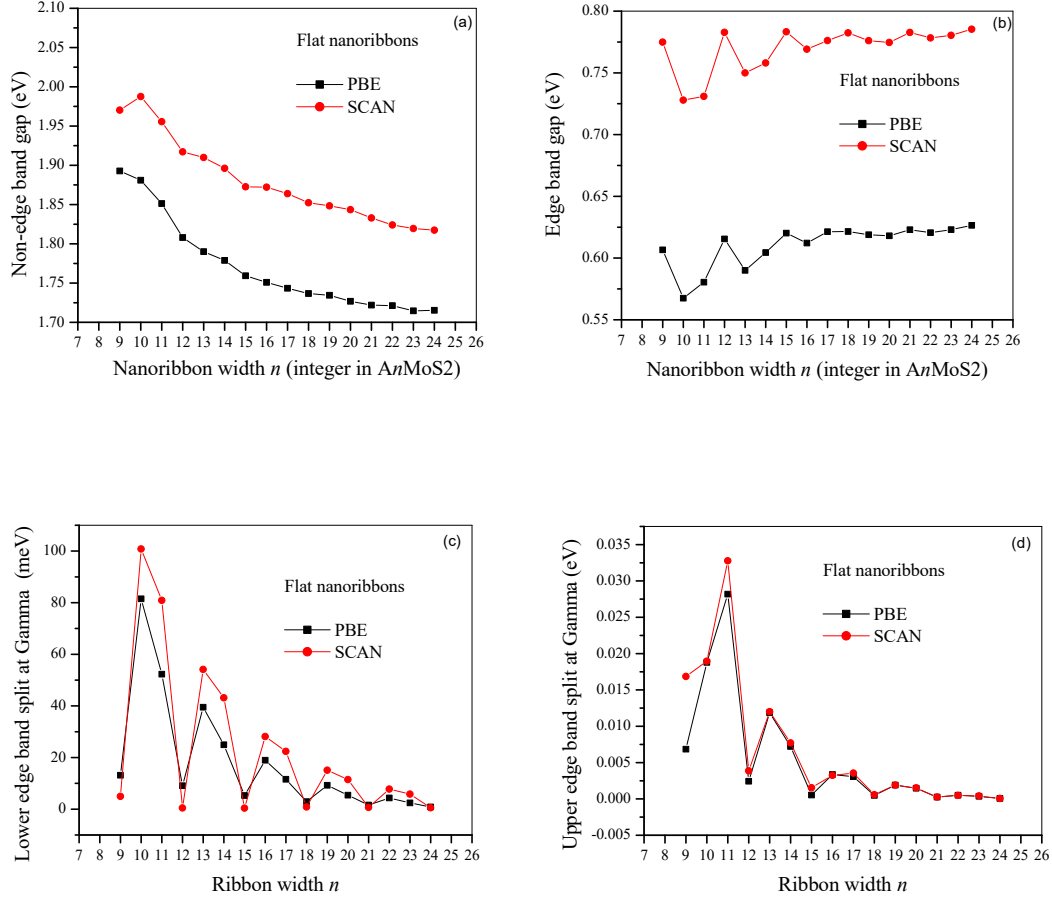 (a)
Flat nanoribbons
PBE
SCAN
2.10
2.05
2.00
1.95
1.90
1.85
1.80
1.75
1.70
Non-edge band gap (eV)
7 8 9 10 11 12 13 14 15 16 17 18 19 20 21 22 23 24 25 26
Nanoribbon width n (integer in AnMoS2)
(b)
Flat nanoribbons
PBE
SCAN
0.80
0.75
0.70
0.65
0.60
0.55
Edge band gap (eV)
7 8 9 10 11 12 13 14 15 16 17 18 19 20 21 22 23 24 25 26
Nanoribbon width n (integer in AnMoS2)
(c)
Flat nanoribbons
PBE
SCAN
100
80
60
40
20
0
Lower edge band split at Gamma (meV)
7 8 9 10 11 12 13 14 15 16 17 18 19 20 21 22 23 24 25 26
Ribbon width n
(d)
Flat nanoribbons
PBE
SCAN
0.035
0.030
0.025
0.020
0.015
0.010
0.005
0.000
-0.005
Upper edge band split at Gamma (eV)
7 8 9 10 11 12 13 14 15 16 17 18 19 20 21 22 23 24 25 26
Ribbon width n